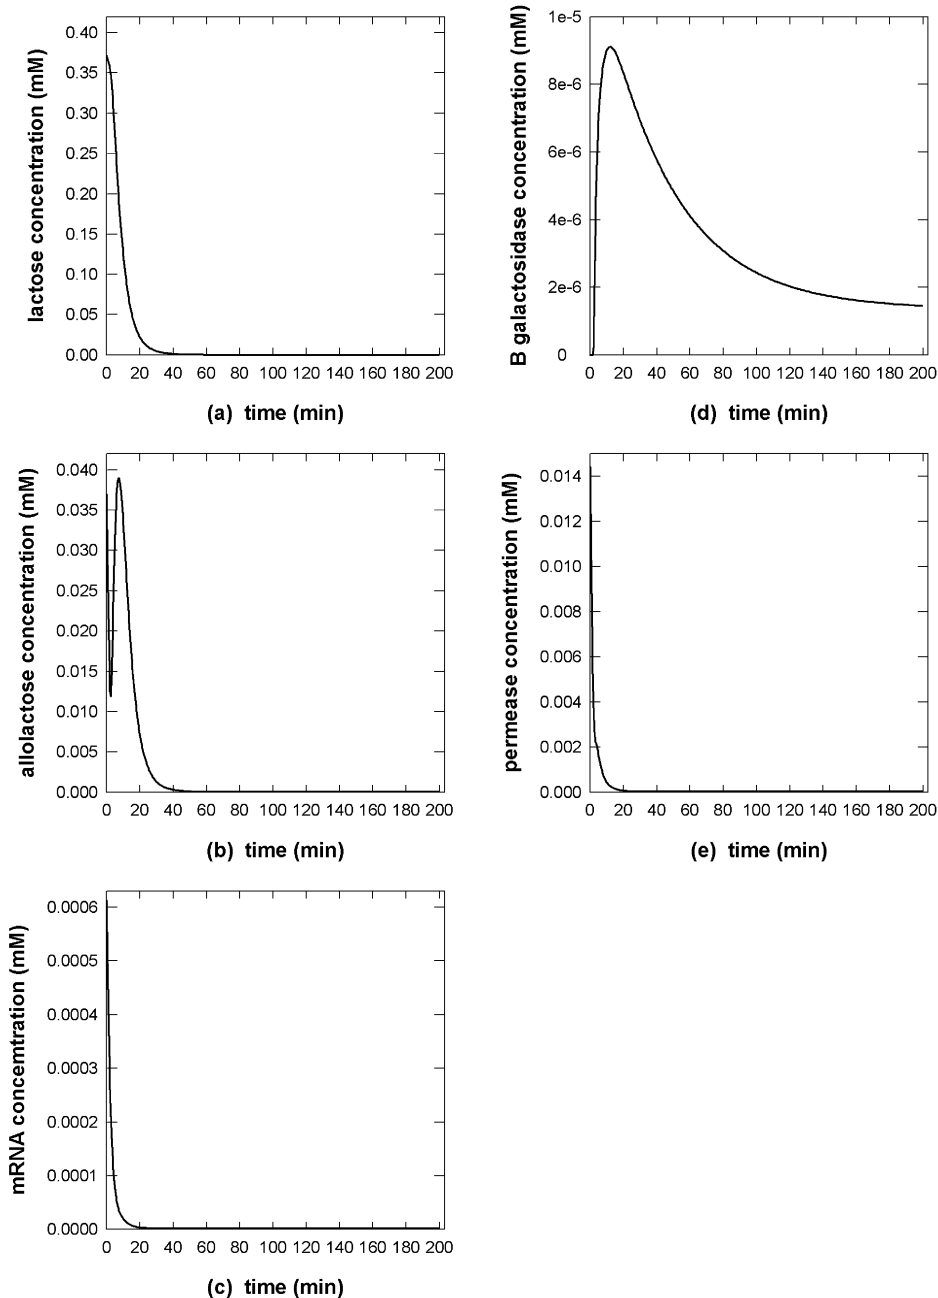 lactose concentration (mM)
0.40
0.35
0.30
0.25
0.20
0.15
0.10
0.05
0.00
0 20 40 60 80 100 120 140 160 180 200
(a) time (min)
B galactosidase concentration (mM)
1e-5
8e-6
6e-6
4e-6
2e-6
0
0 20 40 60 80 100 120 140 160 180 200
(d) time (min)
allolactose concentration (mM)
0.040
0.035
0.030
0.025
0.020
0.015
0.010
0.005
0.000
0 20 40 60 80 100 120 140 160 180 200
(b) time (min)
permease concentration (mM)
0.014
0.012
0.010
0.008
0.006
0.004
0.002
0.000
0 20 40 60 80 100 120 140 160 180 200
(e) time (min)
mRNA concemtration (mM)
0.0006
0.0005
0.0004
0.0003
0.0002
0.0001
0.0000
0 20 40 60 80 100 120 140 160 180 200
(c) time (min)